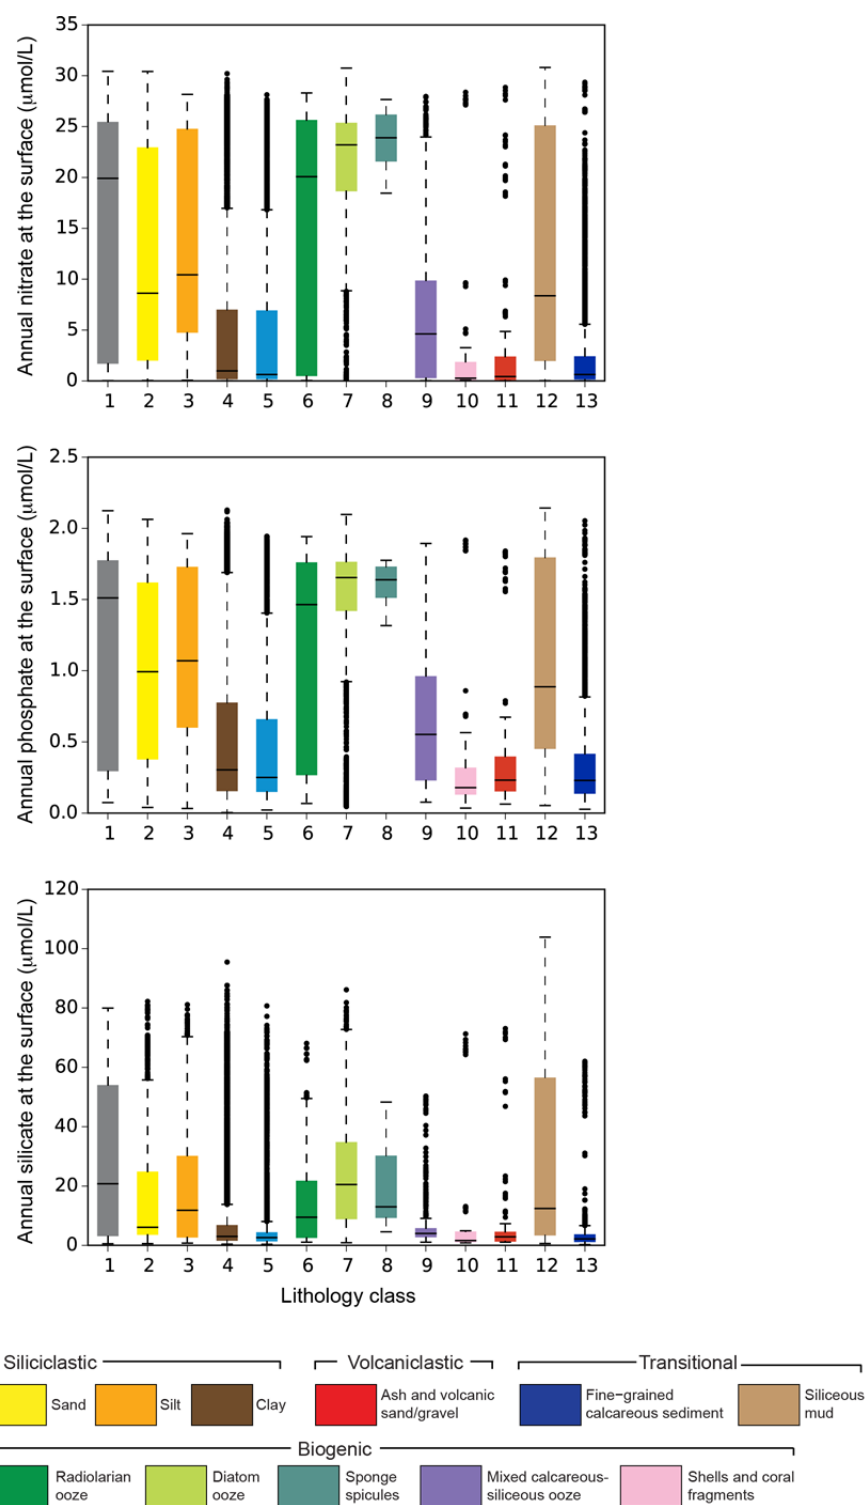 Annual nitrate at the surface (μmol/L)
35
30
25
20
15
10
5
0
1 2 3 4 5 6 7 8 9 10 11 12 13
Annual phosphate at the surface (μmol/L)
2.5
2.0
1.5
1.0
0.5
0.0
1 2 3 4 5 6 7 8 9 10 11 12 13
Annual silicate at the surface (μmol/L)
120
100
80
60
40
20
0
1 2 3 4 5 6 7 8 9 10 11 12 13
Lithology class
Siliciclastic Volcaniclastic Transitional
Sand Silt Clay Ash and volcanic Fine−grained Siliceous
sand/gravel calcareous sediment mud
Biogenic
Radiolarian Diatom Sponge Mixed calcareous- Shells and coral
ooze ooze spicules siliceous ooze fragments